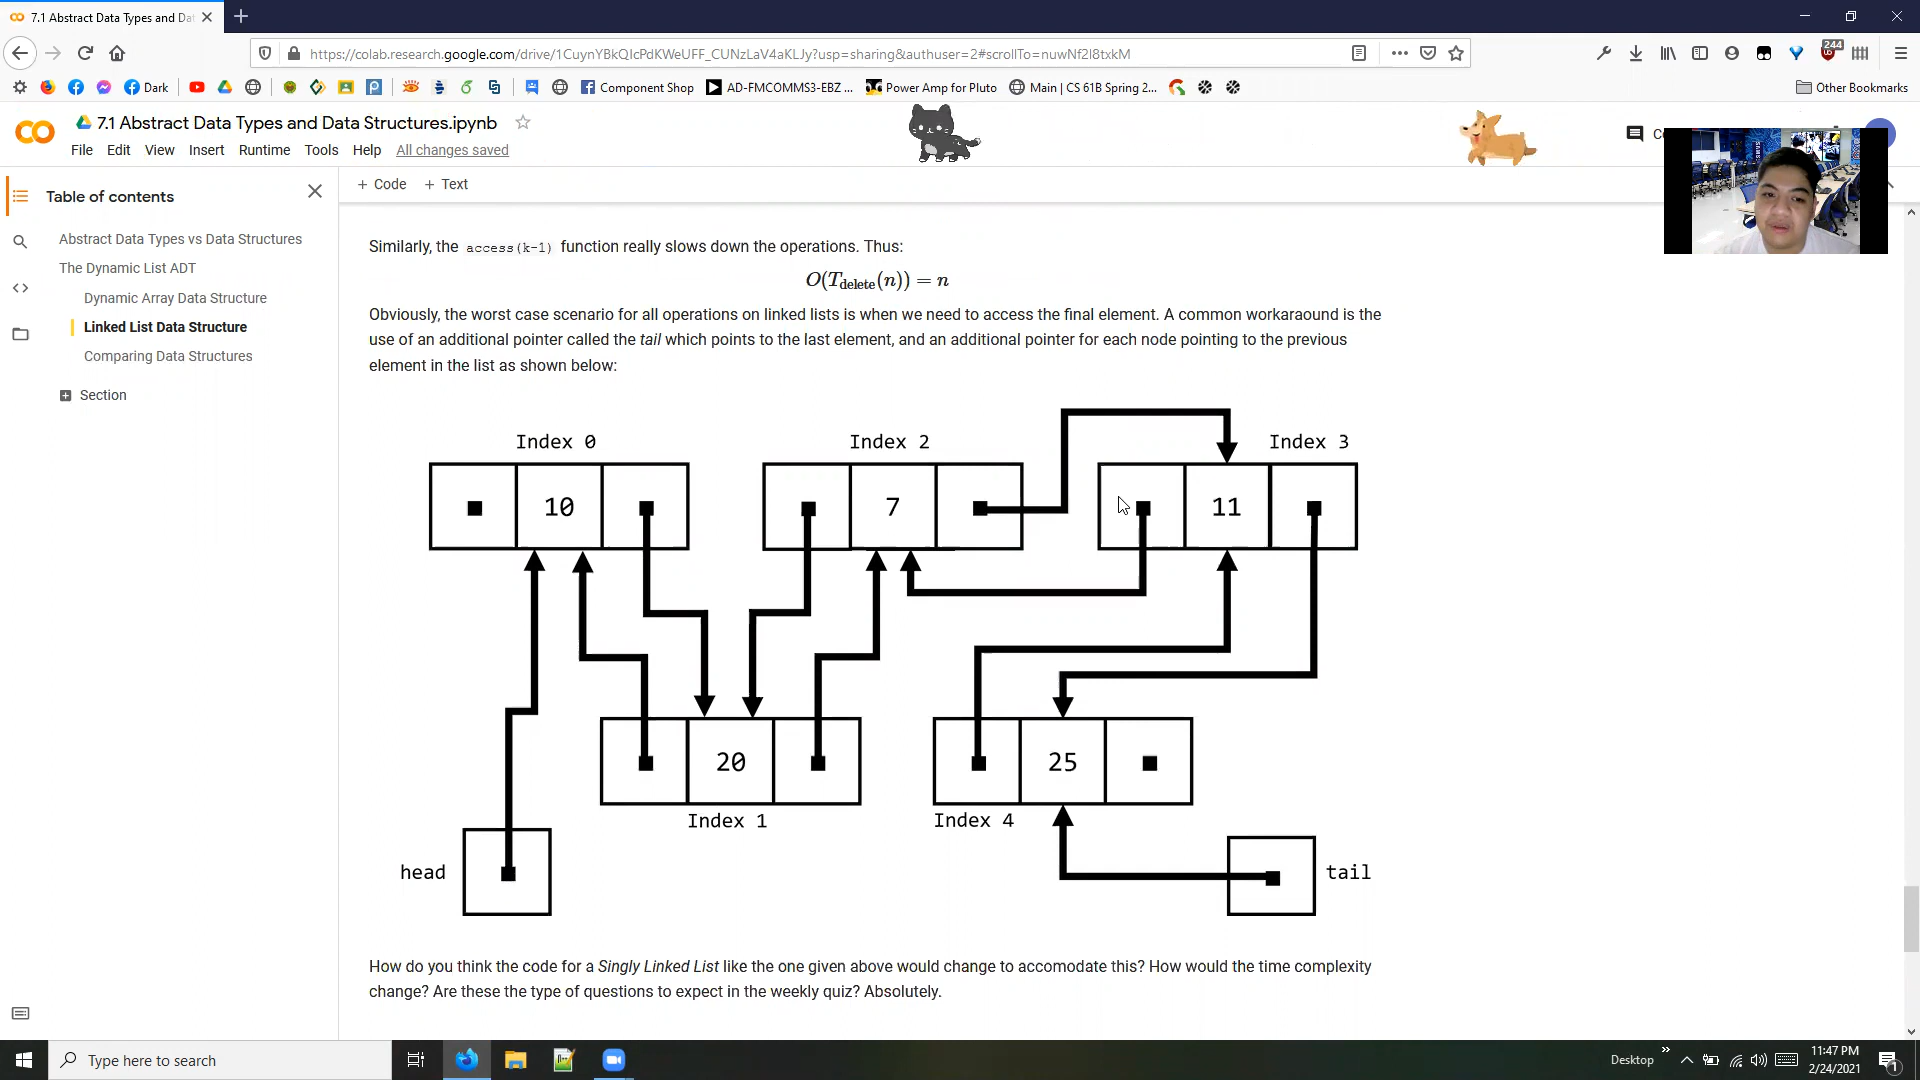 7.1 Abstract Data Types and Dat
https://colab.research.google.com/drive/1CuynYBkQIcPdKWeUFF_CUNzLaV4aKLJy?usp=sharing&authuser=2#scrollTo=nuwNf2I8txkM
244
Dark
Component Shop
AD-FMCOMMS3-EBZ ...
Power Amp for Pluto
Main | CS 61B Spring 2...
Other Bookmarks
7.1 Abstract Data Types and Data Structures.ipynb
File Edit View Insert Runtime Tools Help All changes saved
Table of contents
+ Code + Text
Abstract Data Types vs Data Structures
The Dynamic List ADT
Dynamic Array Data Structure
Linked List Data Structure
Comparing Data Structures
Section
Similarly, the access(k-1) function really slows down the operations. Thus:
O(Tdelete(n)) = n
Obviously, the worst case scenario for all operations on linked lists is when we need to access the final element. A common workaraound is the
use of an additional pointer called the tail which points to the last element, and an additional pointer for each node pointing to the previous
element in the list as shown below:
Index 0 Index 2 Index 3
10 7 11
20 25
Index 1 Index 4
head tail
How do you think the code for a Singly Linked List like the one given above would change to accomodate this? How would the time complexity
change? Are these the type of questions to expect in the weekly quiz? Absolutely.
Type here to search
Desktop
11:47 PM
2/24/2021
1